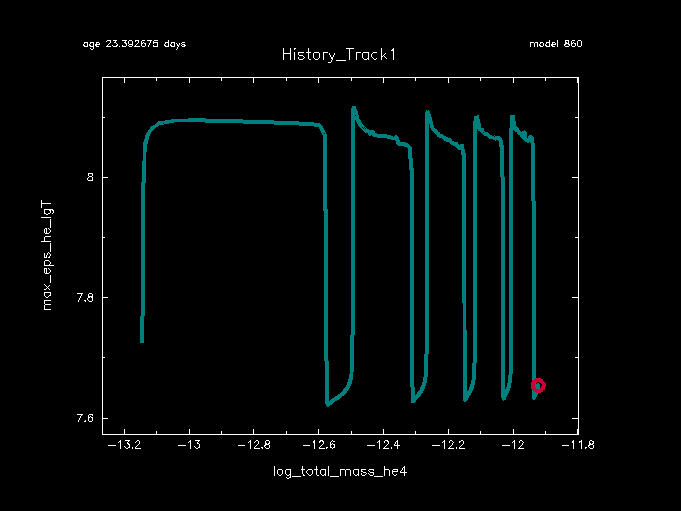 age 23.392675 days
model 860
History_Track1
max_eps_he_lgT
8
7.8
7.6
−13.2
−13
−12.8
−12.6
−12.4
−12.2
−12
−11.8
log_total_mass_he4